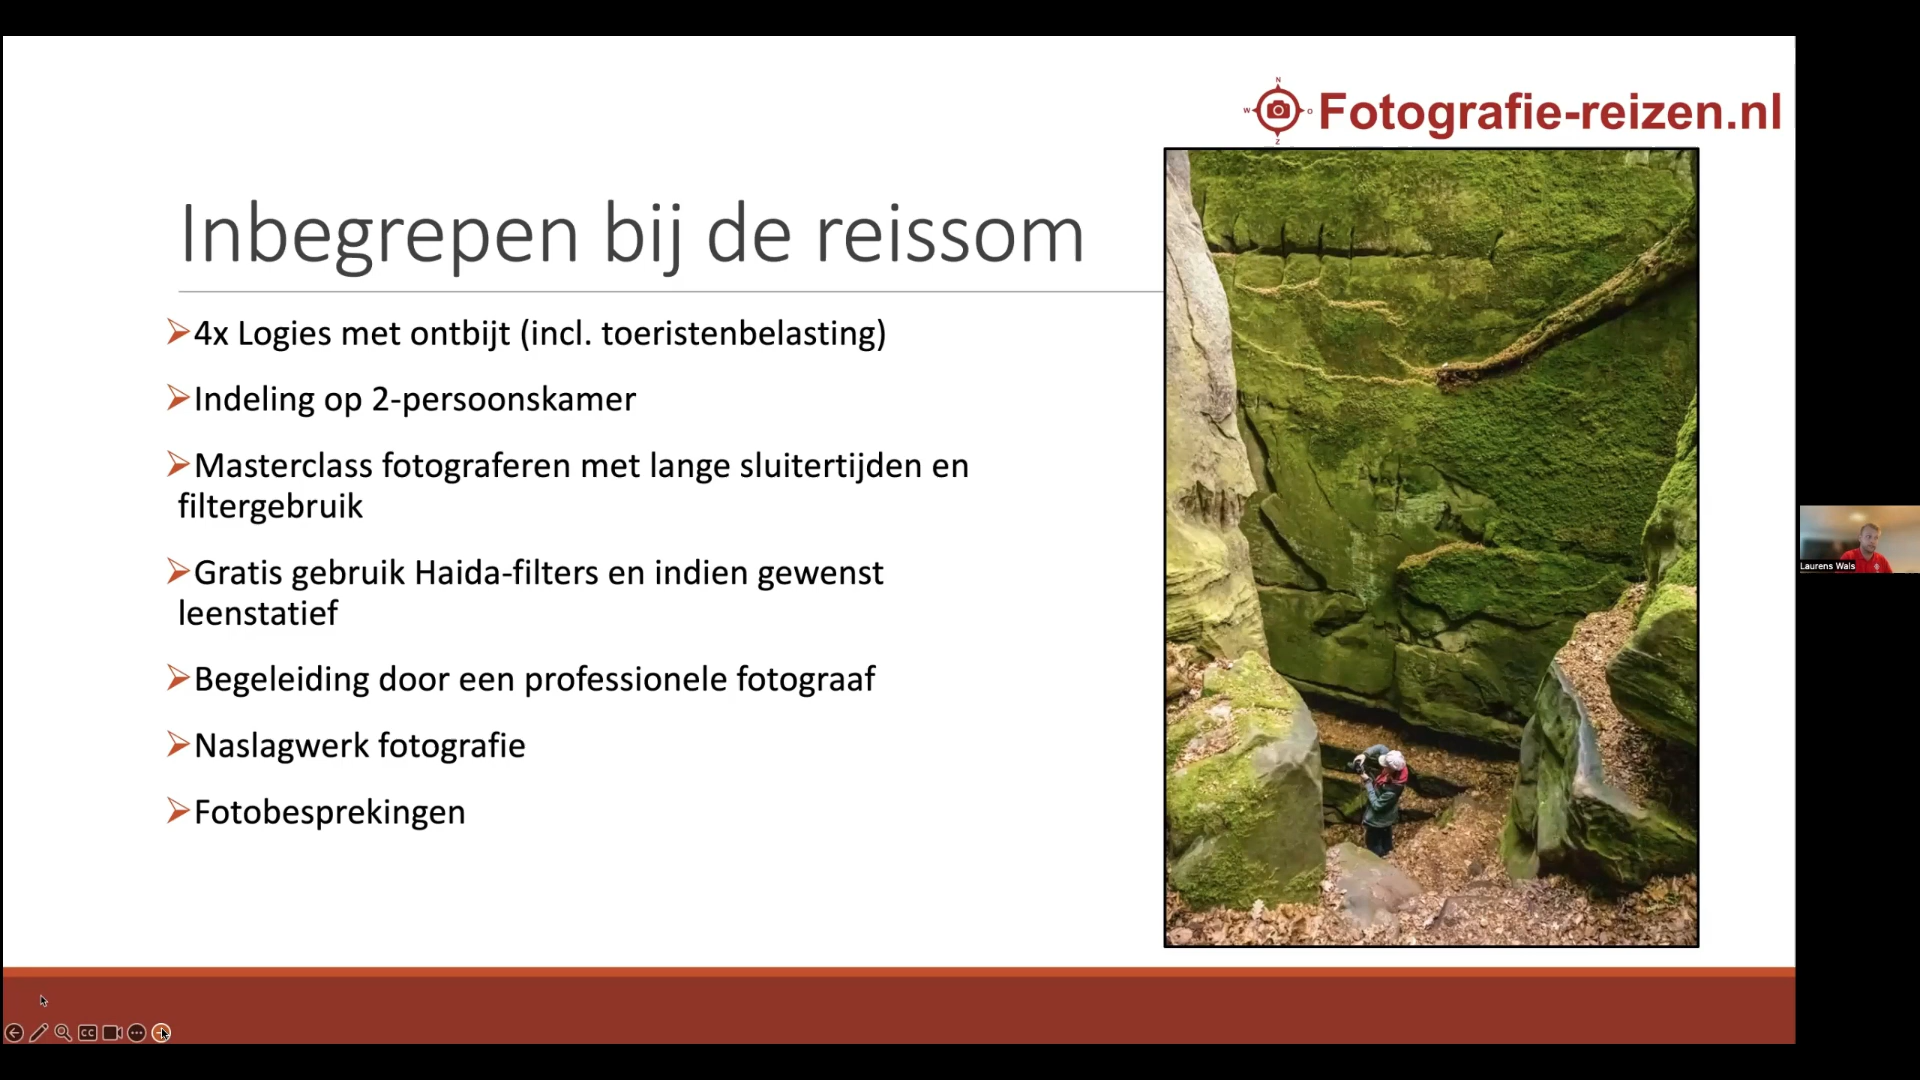 N
W
O
Z
Fotografie-reizen.nl
Inbegrepen bij de reissom
4x Logies met ontbijt (incl. toeristenbelasting)
Indeling op 2-persoonskamer
Masterclass fotograferen met lange sluitertijden en
filtergebruik
Gratis gebruik Haida-filters en indien gewenst
leenstatief
Begeleiding door een professionele fotograaf
Naslagwerk fotografie
Fotobesprekingen
Laurens Wals
CC